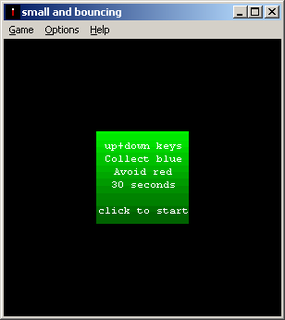 small and bouncing
Game Options Help
up+down keys
Collect blue
Avoid red
30 seconds
click to start